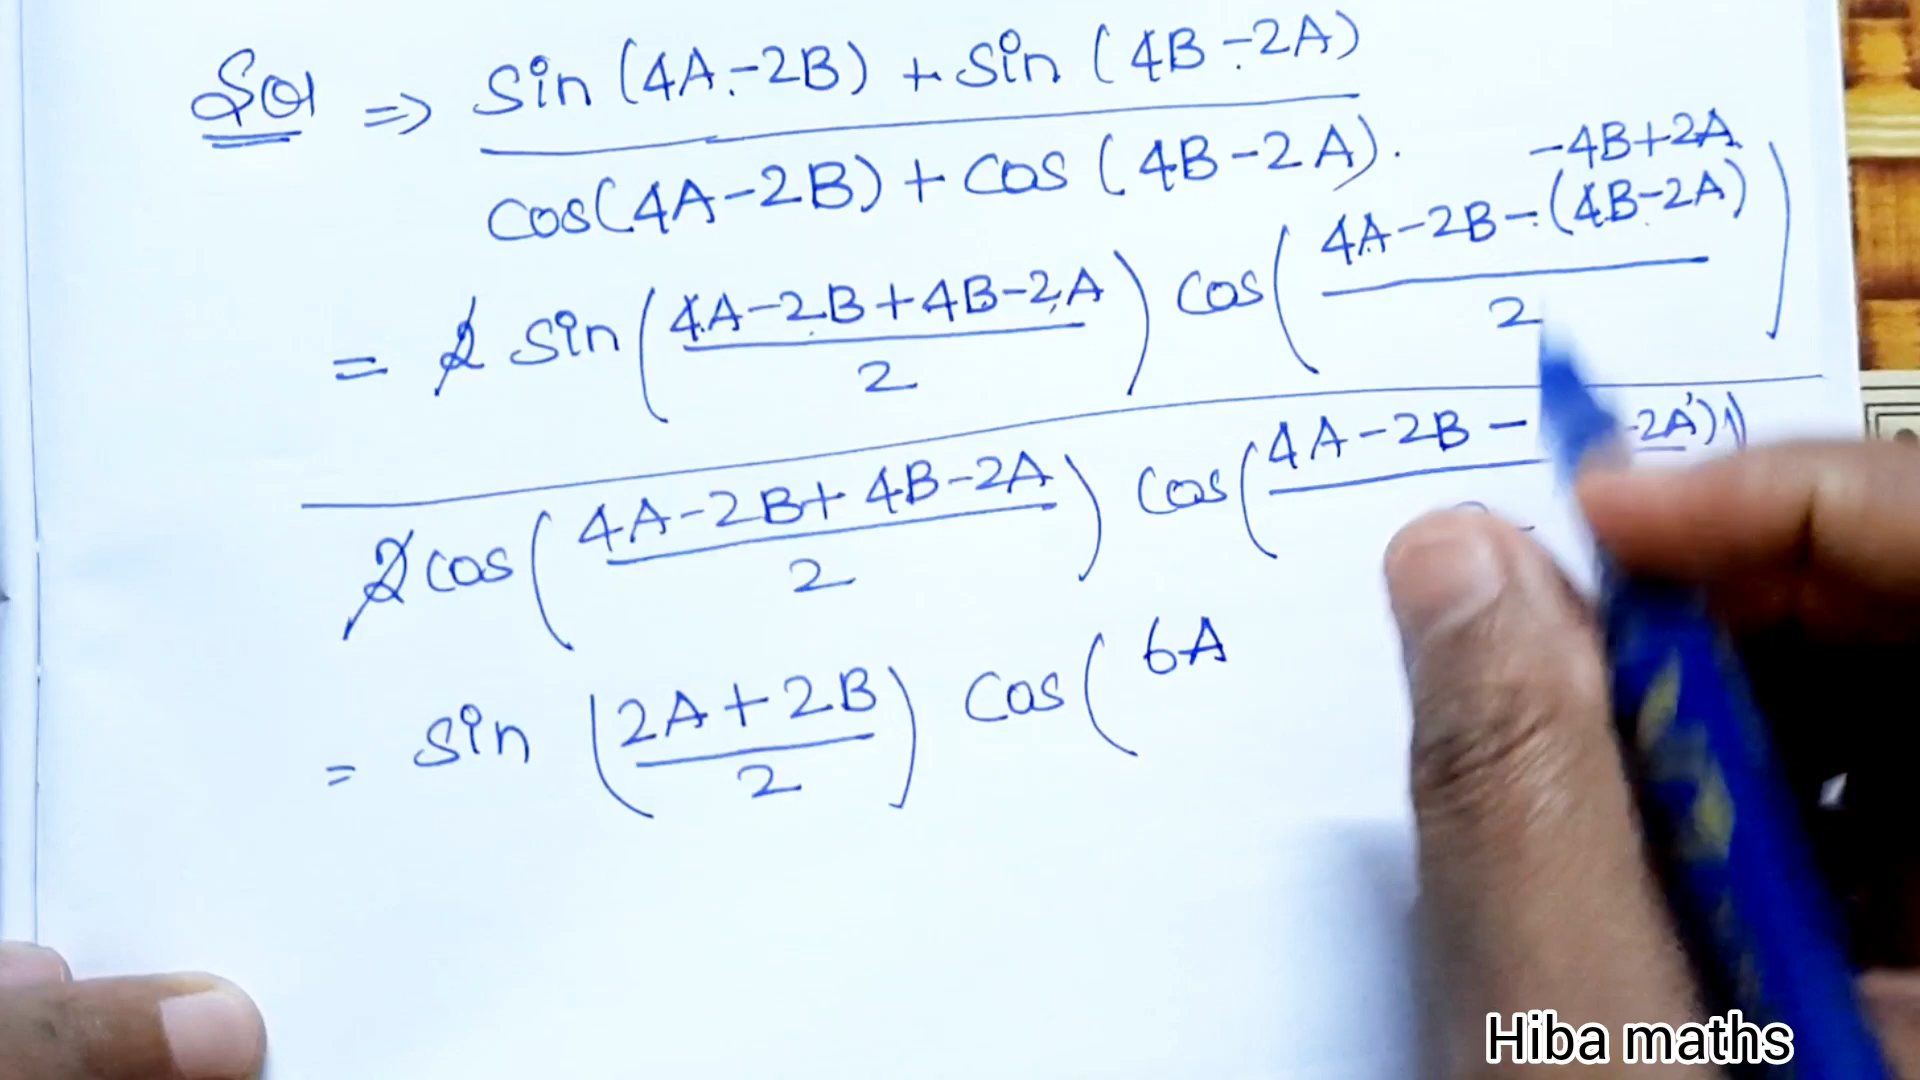 Sol => sin (4A-2B) + sin (4B-2A)
cos(4A-2B) + cos (4B-2A).
-4B+2A
= 2 sin (4A-2B+4B-2A) cos (4A-2B-(4B-2A))
2 2
2 cos (4A-2B+4B-2A) cos (4A-2B- -2A))
2
= sin (2A+2B) cos ( 6A
2
Hiba maths